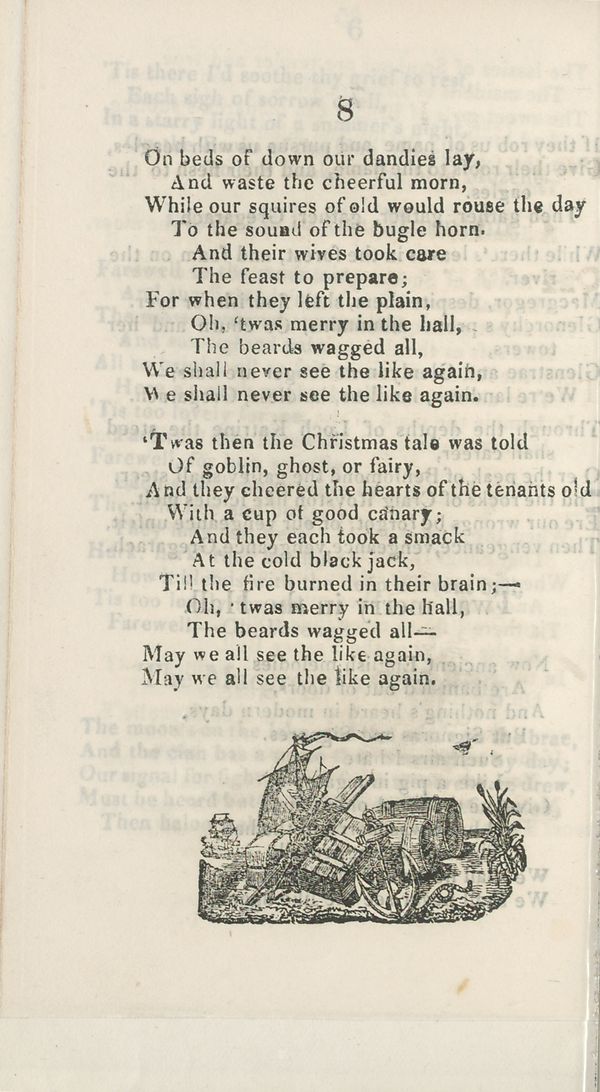 8
On beds of down our dandies lay,
And waste the cheerful morn,
While our squires of old would rouse the day
To the sound of the bugle horn.
And their wives took care
The feast to prepare;
For when they left the plain,
Oh, ‘twas merry in the hall,
The beards wagged all,
We shall never see the like again,
We shall never see the like again.
‘Twas then the Christmas tale was told
Of goblin, ghost, or fairy,
And they cheered the hearts of the tenants old
With a cup of good canary;
And they each took a smack
At the cold black jack,
Till the fire burned in their brain;—
Oh, ‘twas merry in the hall,
The beards wagged all—
May we all see the like again,
May we all see the like again.